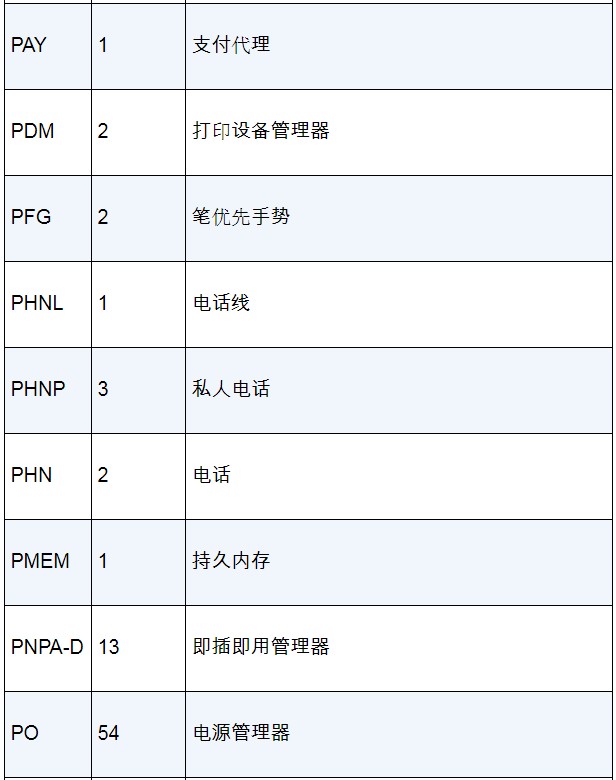 PAY 1 支付代理
PDM 2 打印设备管理器
PFG 2 笔优先手势
PHNL 1 电话线
PHNP 3 私人电话
PHN 2 电话
PMEM 1 持久内存
PNPA-D 13 即插即用管理器
PO 54 电源管理器